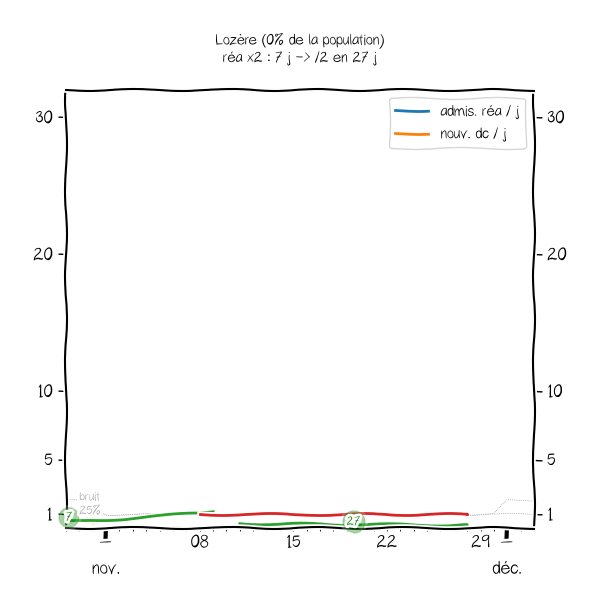 Lozère (0% de la population)
réa x2 : 7 j -> /2 en 27 j
admis. réa / j
nouv. dc / j
30
30
20
20
10
10
5
5
... bruit
25%
7
27
1
1
08
15
22
29
nov.
déc.